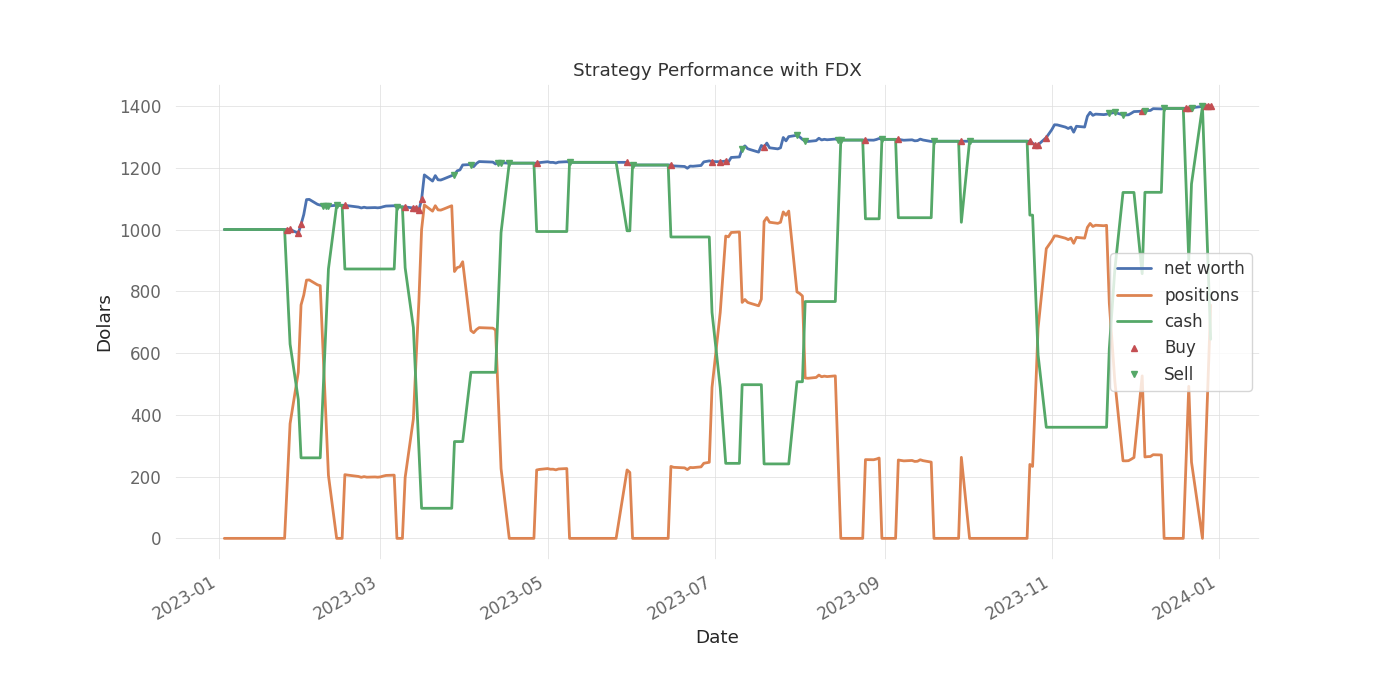 Strategy Performance with FDX
1400
1200
1000
800
600
400
200
0
Dolars
net worth
positions
cash
Buy
Sell
2023-01
2023-03
2023-05
2023-07
2023-09
2023-11
2024-01
Date